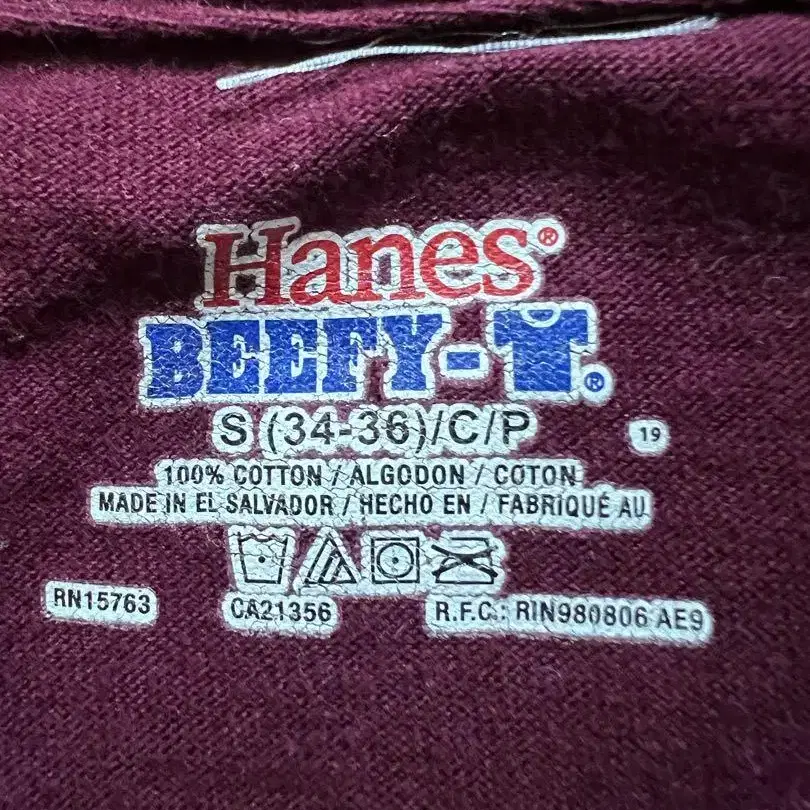 Hanes®
BEEFY-T®
S (34-36)/C/P 19
100% COTTON / ALGODON / COTON
MADE IN EL SALVADOR / HECHO EN / FABRIQUÉ AU
RN15763 CA21356 R.F.C.: RIN980806 AE9